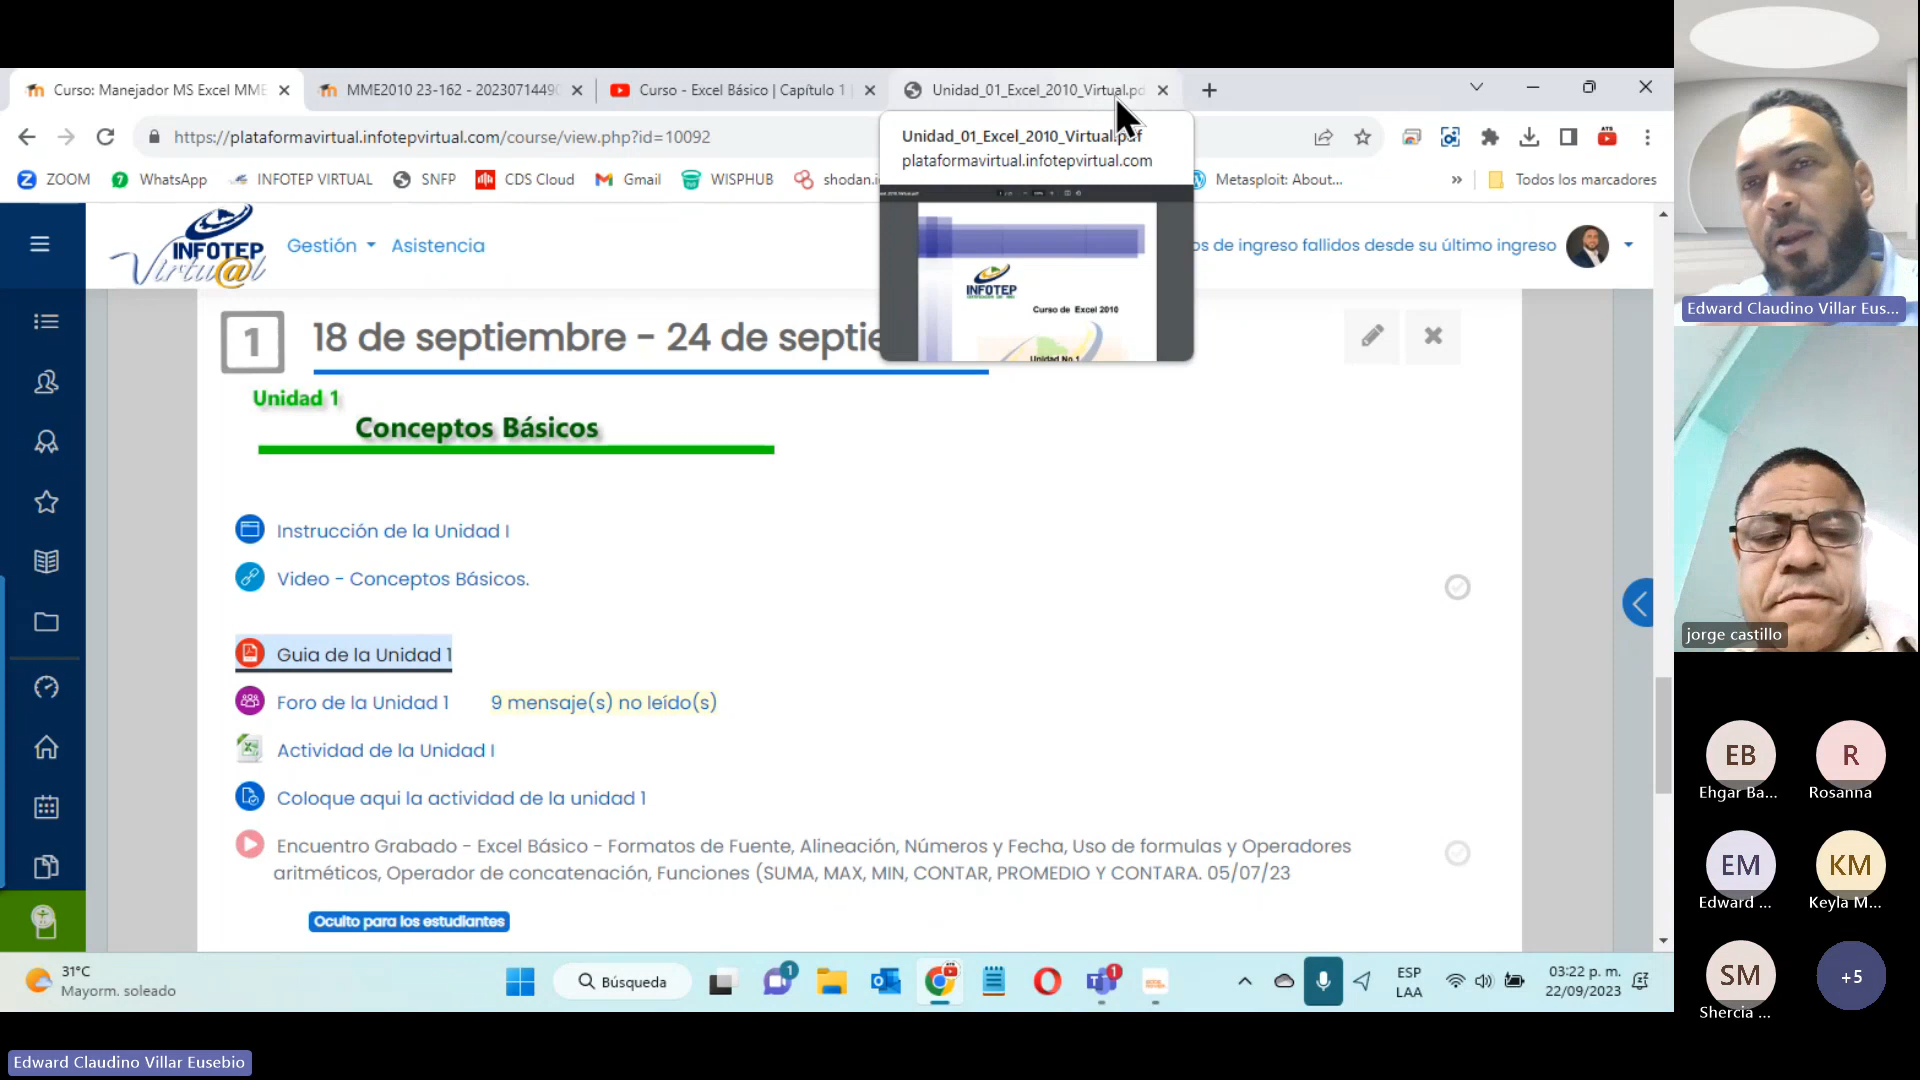 Curso: Manejador MS Excel MME
MME2010 23-162 - 2023071449
Curso - Excel Básico | Capítulo 1
Unidad_01_Excel_2010_Virtual.pd
https://plataformavirtual.infotepvirtual.com/course/view.php?id=10092
Unidad_01_Excel_2010_Virtual.pdf
plataformavirtual.infotepvirtual.com
ZOOM
WhatsApp
INFOTEP VIRTUAL
SNFP
CDS Cloud
Gmail
WISPHUB
shodan.i
Metasploit: About...
Todos los marcadores
INFOTEP
Virtu@l
Gestión
Asistencia
os de ingreso fallidos desde su último ingreso
INFOTEP
Curso de Excel 2010
Unidad No.1
1
18 de septiembre - 24 de septie
Unidad 1
Conceptos Básicos
Instrucción de la Unidad I
Video - Conceptos Básicos.
Guia de la Unidad 1
Foro de la Unidad 1 9 mensaje(s) no leído(s)
Actividad de la Unidad I
Coloque aqui la actividad de la unidad 1
Encuentro Grabado - Excel Básico - Formatos de Fuente, Alineación, Números y Fecha, Uso de formulas y Operadores
aritméticos, Operador de concatenación, Funciones (SUMA, MAX, MIN, CONTAR, PROMEDIO Y CONTARA. 05/07/23
Oculto para los estudiantes
31°C
Mayorm. soleado
Búsqueda
1
1
ESP
LAA
03:22 p. m.
22/09/2023
Edward Claudino Villar Eusebio
Edward Claudino Villar Eus...
jorge castillo
EB
Ehgar Ba...
R
Rosanna
EM
Edward ...
KM
Keyla M...
SM
Shercia ...
+5